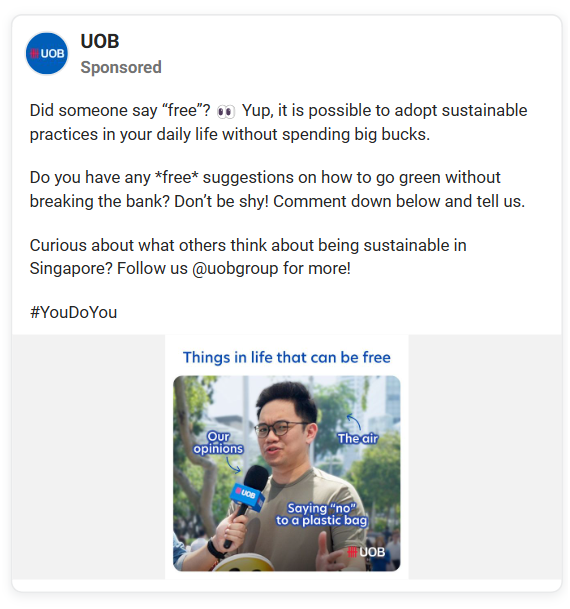 UOB
UOB
Sponsored
Did someone say “free”? 👀 Yup, it is possible to adopt sustainable
practices in your daily life without spending big bucks.
Do you have any *free* suggestions on how to go green without
breaking the bank? Don’t be shy! Comment down below and tell us.
Curious about what others think about being sustainable in
Singapore? Follow us @uobgroup for more!
#YouDoYou
Things in life that can be free
Our
opinions
The air
UOB
Saying “no”
to a plastic bag
UOB